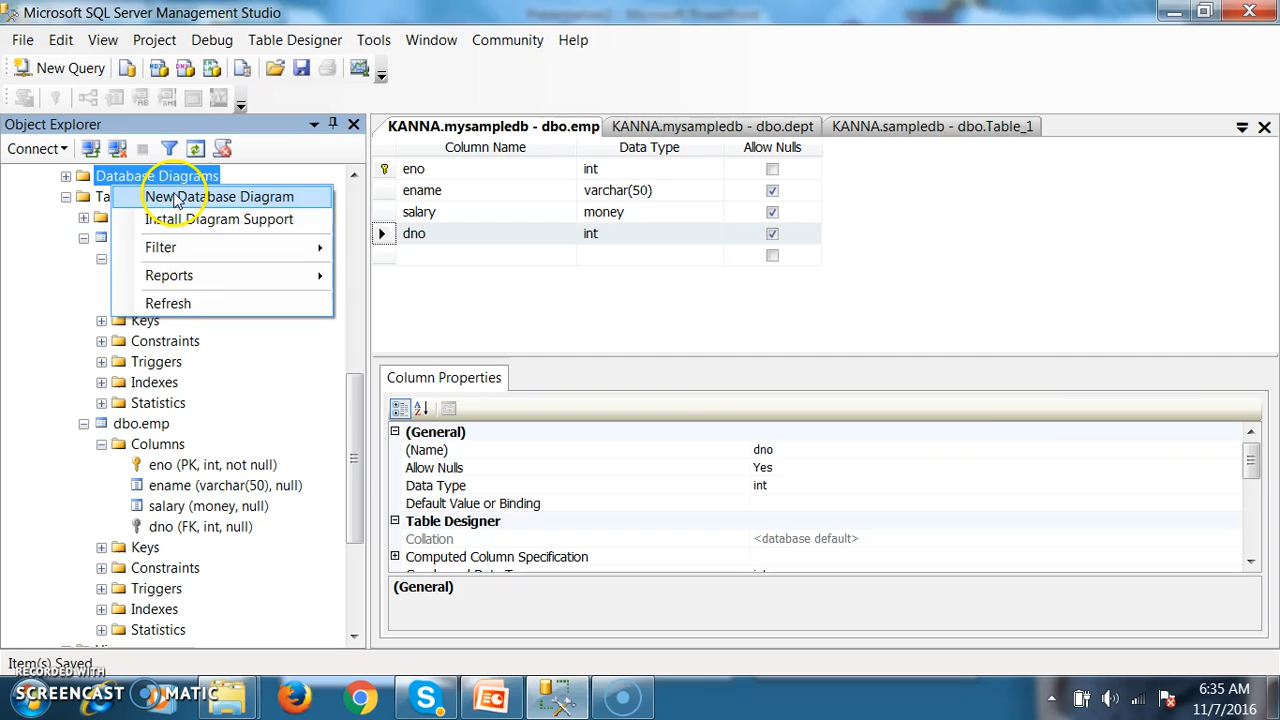 Microsoft SQL Server Management Studio
File Edit View Project Debug Table Designer Tools Window Community Help
New Query
Object Explorer
KANNA.mysampledb - dbo.emp KANNA.mysampledb - dbo.dept KANNA.sampledb - dbo.Table_1
Connect
Column Name Data Type Allow Nulls
Database Diagrams
eno int
New Database Diagram
ename varchar(50)
Install Diagram Support
salary money
Filter
dno int
Reports
Refresh
Keys
Constraints
Triggers
Indexes
Statistics
dbo.emp
Columns
eno (PK, int, not null)
ename (varchar(50), null)
salary (money, null)
dno (FK, int, null)
Keys
Constraints
Triggers
Indexes
Statistics
Column Properties
(General)
(Name) dno
Allow Nulls Yes
Data Type int
Default Value or Binding
Table Designer
Collation <database default>
Computed Column Specification
(General)
Item(s) Saved
RECORDED WITH
SCREENCAST MATIC
6:35 AM
11/7/2016